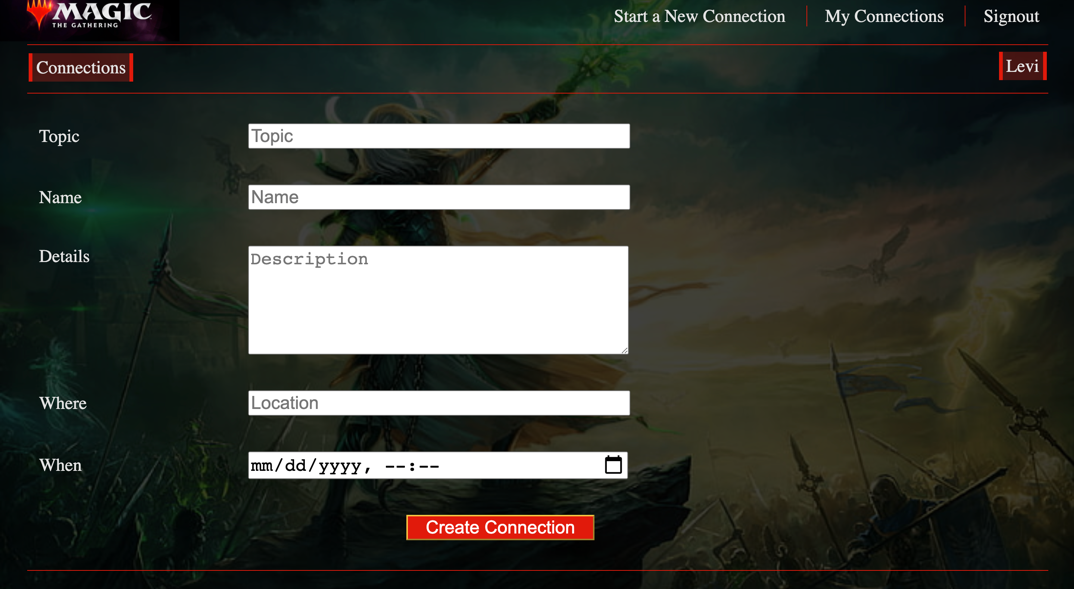 MAGIC
THE GATHERING
Start a New Connection My Connections Signout
Connections Levi
Topic Topic
Name Name
Details Description
Where Location
When mm/dd/yyyy, --:--
Create Connection